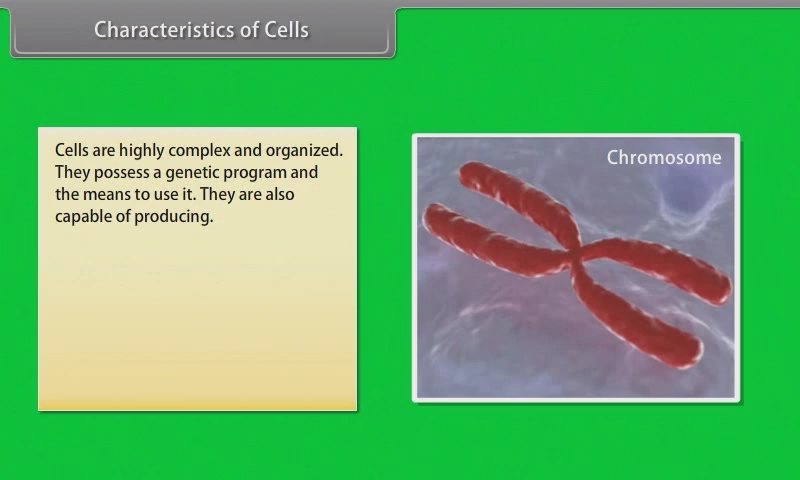 Characteristics of Cells
Cells are highly complex and organized.
They possess a genetic program and
the means to use it. They are also
capable of producing.
Chromosome